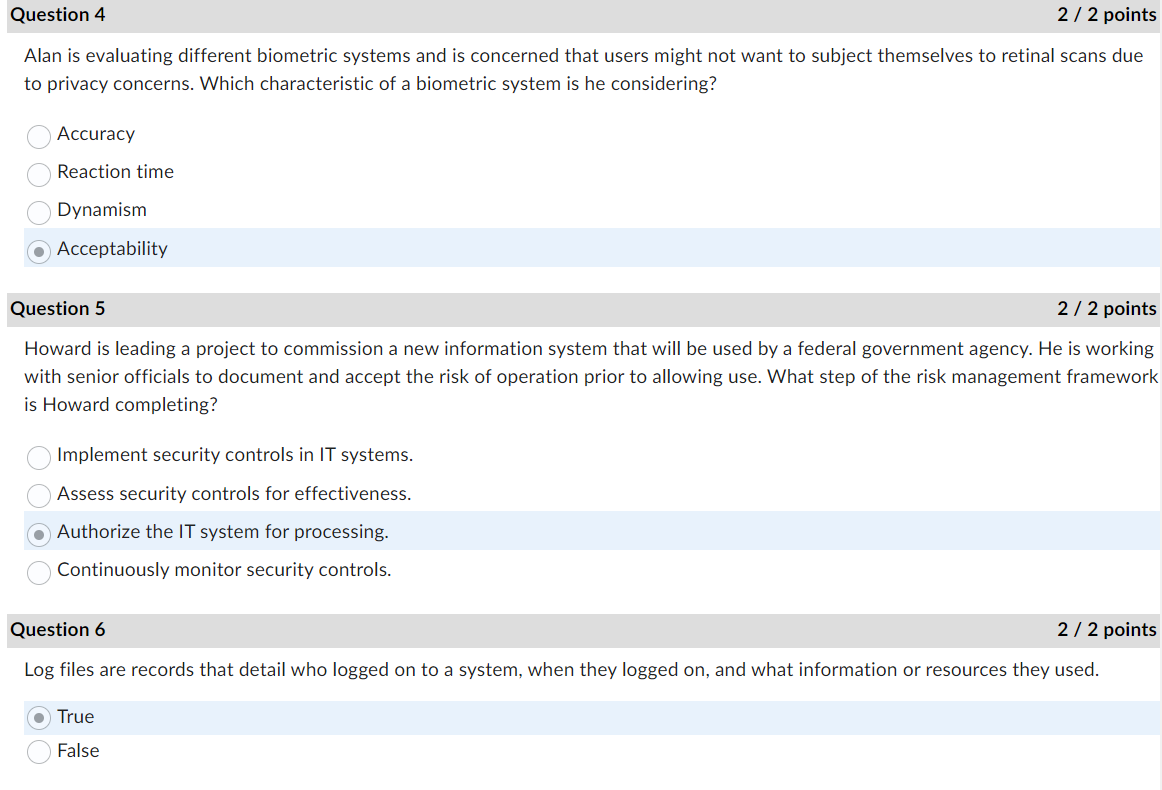 Question 4 2 / 2 points
Alan is evaluating different biometric systems and is concerned that users might not want to subject themselves to retinal scans due
to privacy concerns. Which characteristic of a biometric system is he considering?
Accuracy
Reaction time
Dynamism
Acceptability
Question 5 2 / 2 points
Howard is leading a project to commission a new information system that will be used by a federal government agency. He is working
with senior officials to document and accept the risk of operation prior to allowing use. What step of the risk management framework
is Howard completing?
Implement security controls in IT systems.
Assess security controls for effectiveness.
Authorize the IT system for processing.
Continuously monitor security controls.
Question 6 2 / 2 points
Log files are records that detail who logged on to a system, when they logged on, and what information or resources they used.
True
False